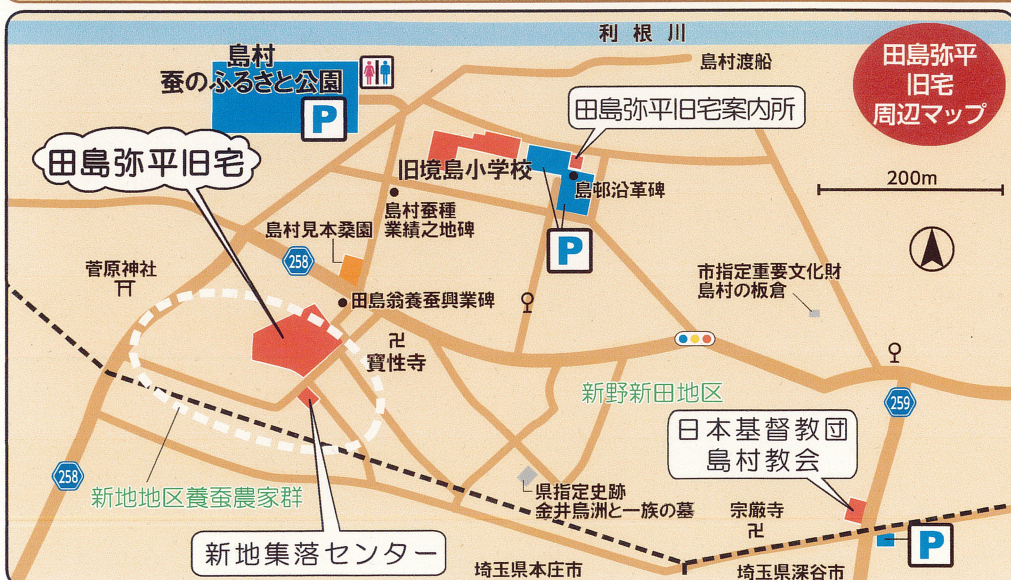 利根川
田島弥平
旧宅
周辺マップ
島村
蚕のふるさと公園
P
島村渡船
田島弥平旧宅案内所
田島弥平旧宅
旧境島小学校
島邨沿革碑
200m
島村蚕種
業績之地碑
島村見本桑園
258
P
菅原神社
市指定重要文化財
島村の板倉
田島翁養蚕興業碑
卍
寶性寺
新野新田地区
259
日本基督教団
島村教会
258
新地地区養蚕農家群
県指定史跡
金井烏洲と一族の墓
宗厳寺
卍
新地集落センター
P
埼玉県本庄市
埼玉県深谷市